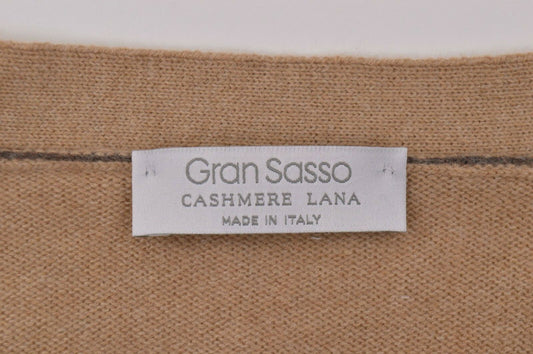 Gran Sasso
CASHMERE LANA
MADE IN ITALY